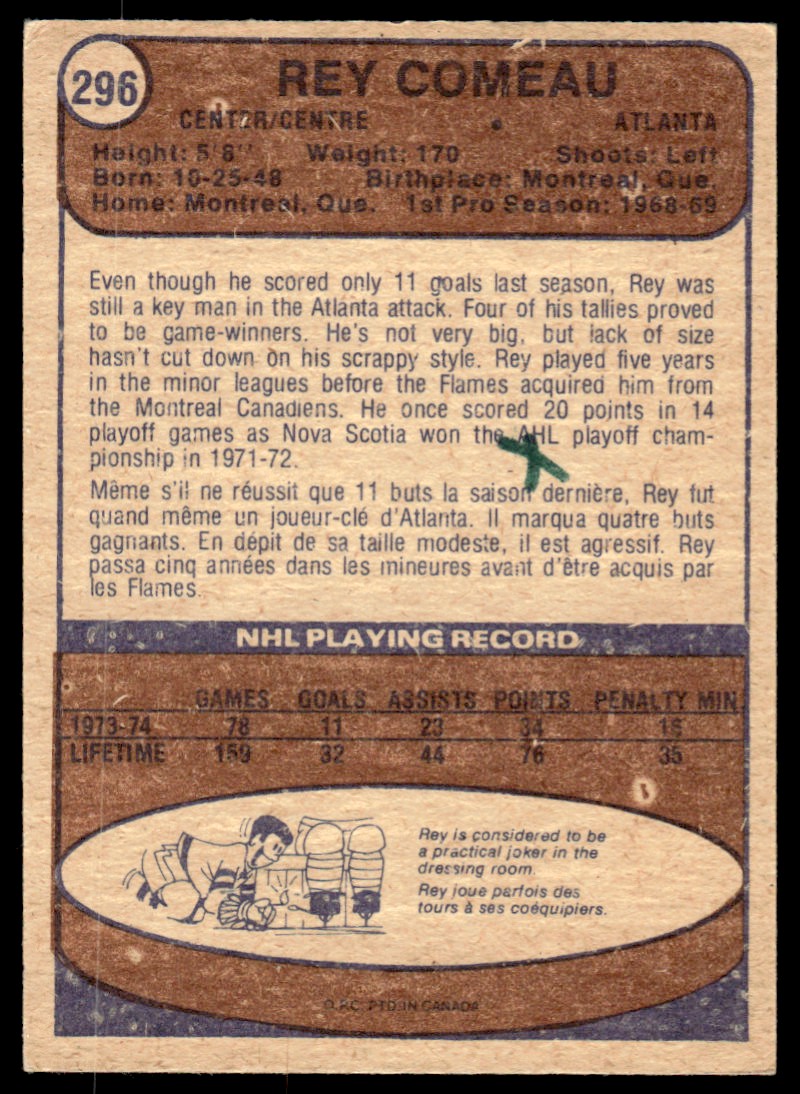 296
REY COMEAU
CENTER/CENTRE • ATLANTA
Height: 5'8" Weight: 170 Shoots: Left
Born: 10-25-48 Birthplace: Montreal, Que.
Home: Montreal, Que. 1st Pro Season: 1968-69
Even though he scored only 11 goals last season, Rey was
still a key man in the Atlanta attack. Four of his tallies proved
to be game-winners. He's not very big, but lack of size
hasn't cut down on his scrappy style. Rey played five years
in the minor leagues before the Flames acquired him from
the Montreal Canadiens. He once scored 20 points in 14
playoff games as Nova Scotia won the AHL playoff cham-
pionship in 1971-72.
Même s'il ne réussit que 11 buts la saison dernière, Rey fut
quand même un joueur-clé d'Atlanta. Il marqua quatre buts
gagnants. En dépit de sa taille modeste, il est agressif. Rey
passa cinq années dans les mineures avant d'être acquis par
les Flames.
NHL PLAYING RECORD
GAMES GOALS ASSISTS POINTS PENALTY MIN.
1973-74 78 11 23 34 16
LIFETIME 159 32 44 76 35
Rey is considered to be
a practical joker in the
dressing room.
Rey joue parfois des
tours à ses coéquipiers.
O.P.C. PTD. IN CANADA